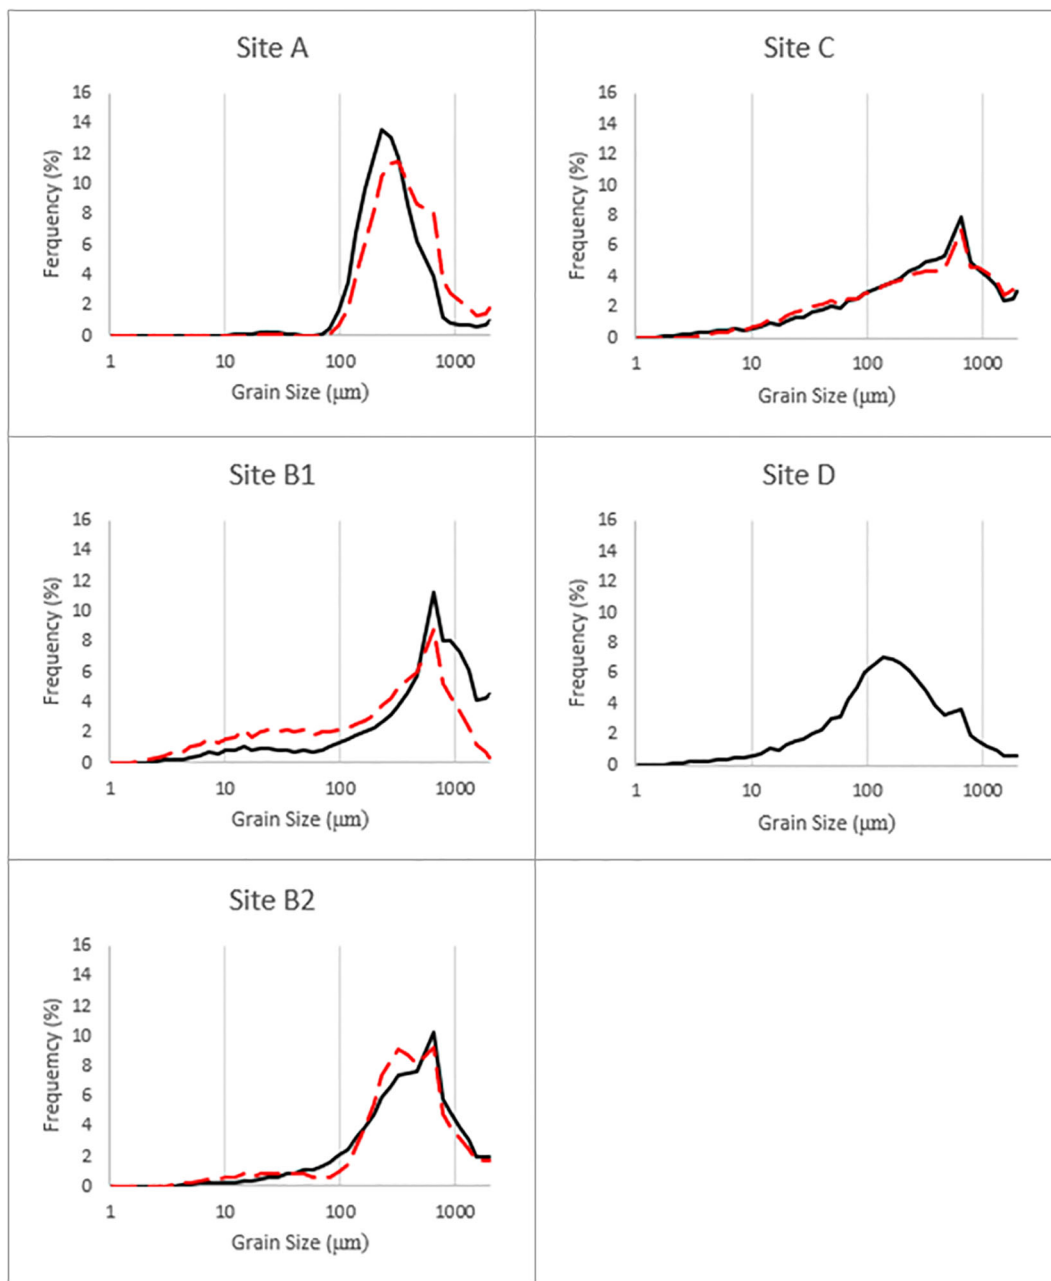 Site A
16
14
12
10
8
6
4
2
0
Ferquency (%)
1 10 100 1000
Grain Size (μm)
Site C
16
14
12
10
8
6
4
2
0
Frequency (%)
1 10 100 1000
Grain Size (μm)
Site B1
16
14
12
10
8
6
4
2
0
Frequency (%)
1 10 100 1000
Grain Size (μm)
Site D
16
14
12
10
8
6
4
2
0
Frequency (%)
1 10 100 1000
Grain Size (μm)
Site B2
16
14
12
10
8
6
4
2
0
Frequemcy (%)
1 10 100 1000
Grain Size (μm)